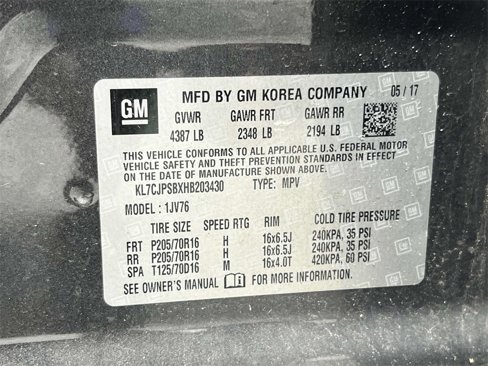 GM MFD BY GM KOREA COMPANY 05/17
GVWR GAWR FRT GAWR RR
4387 LB 2348 LB 2194 LB
THIS VEHICLE CONFORMS TO ALL APPLICABLE U.S. FEDERAL MOTOR
VEHICLE SAFETY AND THEFT PREVENTION STANDARDS IN EFFECT
ON THE DATE OF MANUFACTURE SHOWN ABOVE.
KL7CJPSBXHB203430 TYPE: MPV
MODEL: 1JV76
TIRE SIZE SPEED RTG RIM COLD TIRE PRESSURE
FRT P205/70R16 H 16x6.5J 240KPA, 35 PSI
RR P205/70R16 H 16x6.5J 240KPA, 35 PSI
SPA T125/70D16 M 16x4.0T 420KPA, 60 PSI
SEE OWNER'S MANUAL FOR MORE INFORMATION.